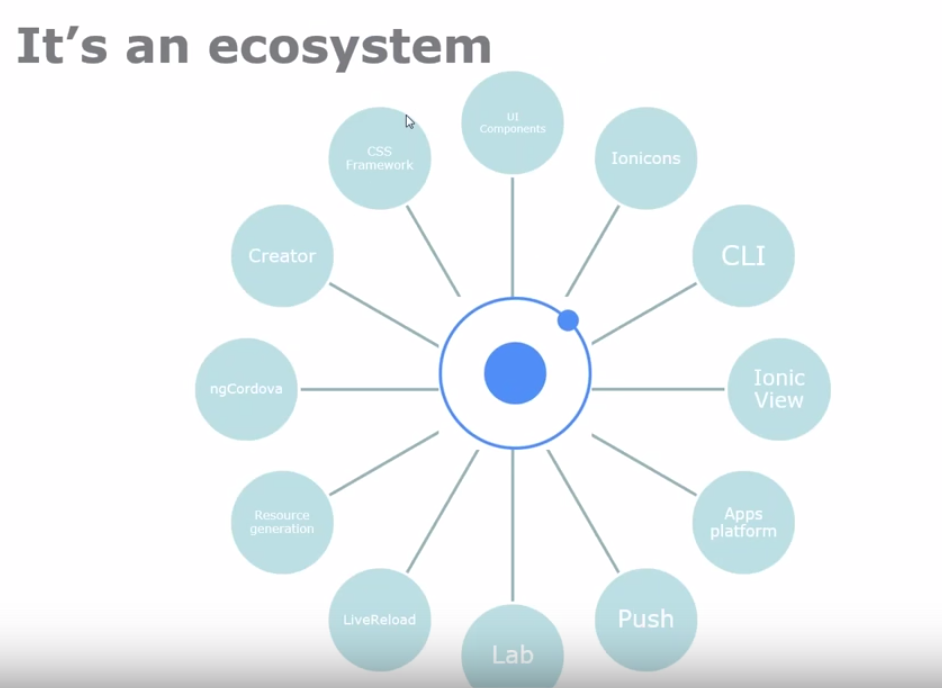 It's an ecosystem
UI
Components
Ionicons
CLI
Ionic
View
Apps
platform
Push
Lab
LiveReload
Resource
generation
ngCordova
Creator
CSS
Framework